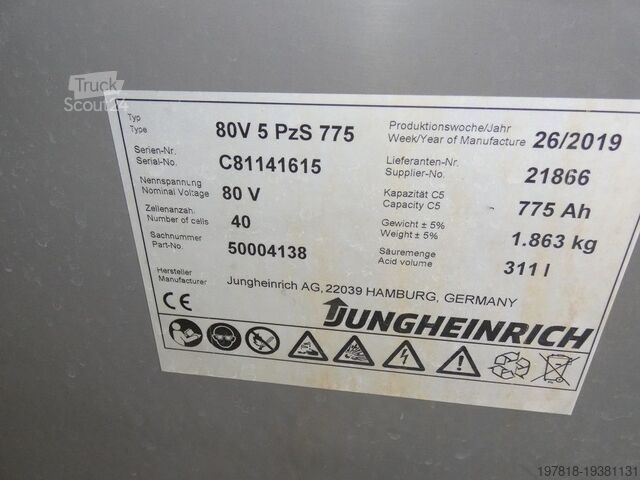 Truck
Scout24
Typ
Type 80V 5 PzS 775
Serien-Nr.
Serial-No. C81141615
Nennspannung
Nominal Voltage 80 V
Zellenanzahl
Number of cells 40
Sachnummer
Part-No. 50004138
Produktionswoche/Jahr
Week/Year of Manufacture 26/2019
Lieferanten-Nr.
Supplier-No. 21866
Kapazität C5
Capacity C5 775 Ah
Gewicht ± 5%
Weight ± 5% 1.863 kg
Säuremenge
Acid volume 311 l
Hersteller
Manufacturer Jungheinrich AG, 22039 HAMBURG, GERMANY
CE
JUNGHEINRICH
197818-19381131